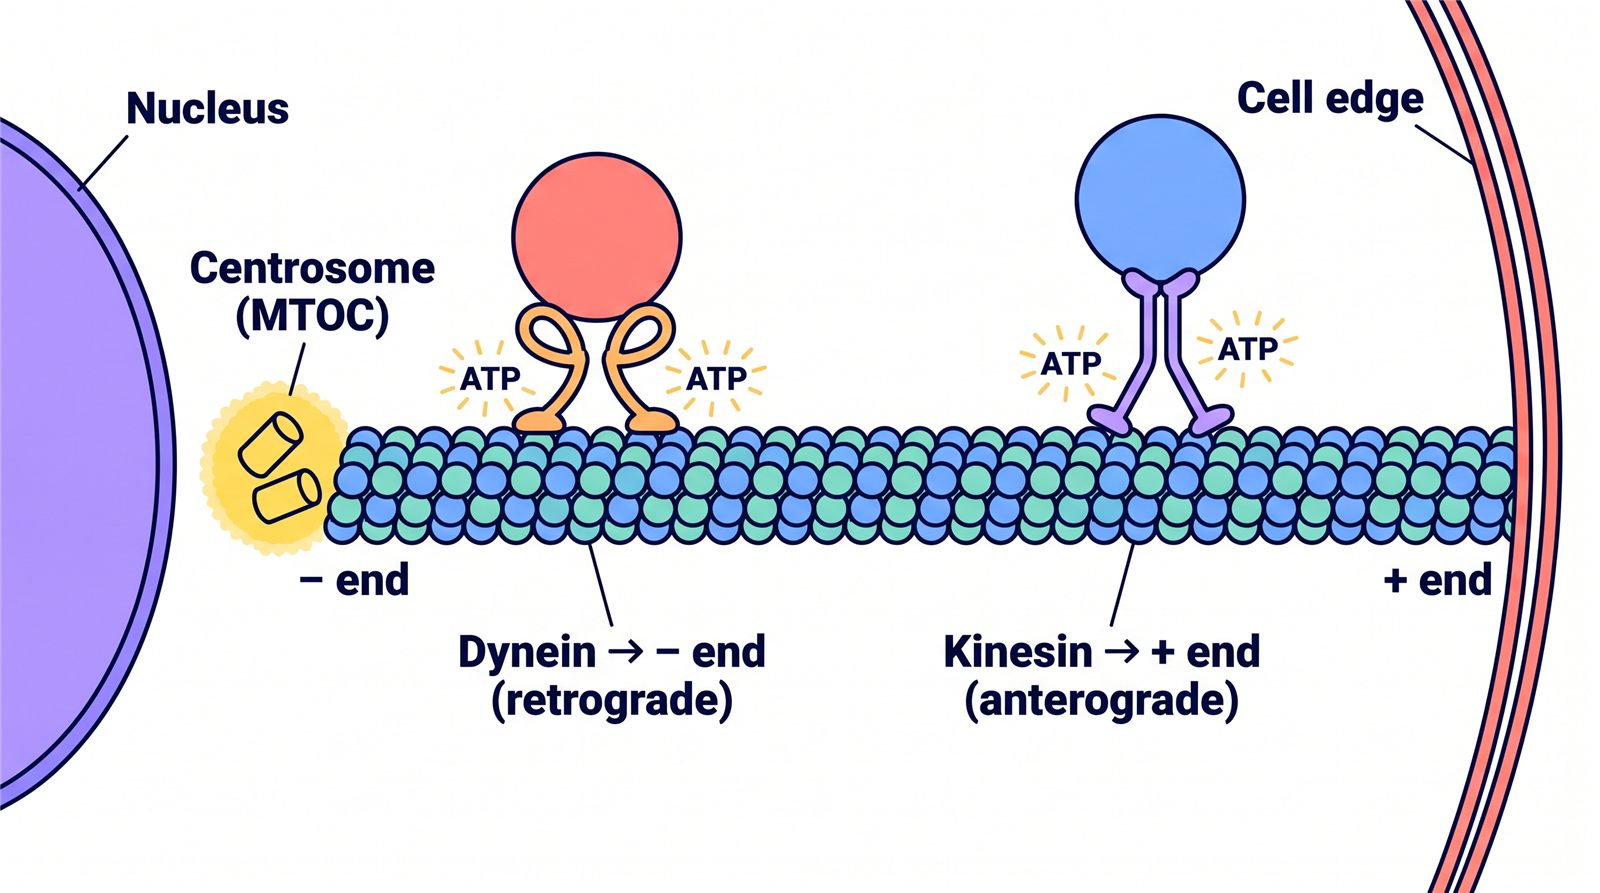 Nucleus
Cell edge
Centrosome
(MTOC)
ATP
ATP
ATP
ATP
– end
+ end
Dynein → – end
(retrograde)
Kinesin → + end
(anterograde)